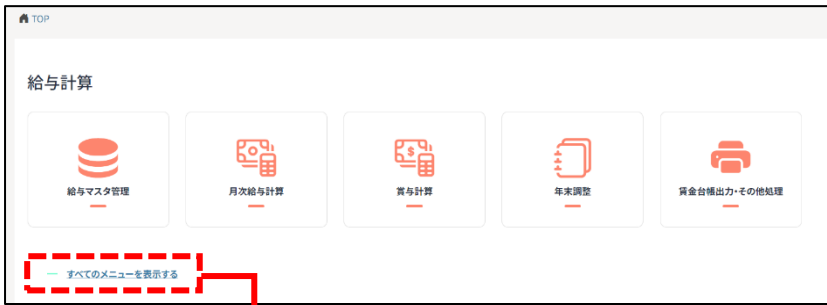 TOP
給与計算
給与マスタ管理
月次給与計算
賞与計算
年末調整
賃金台帳出力・その他処理
すべてのメニューを表示する